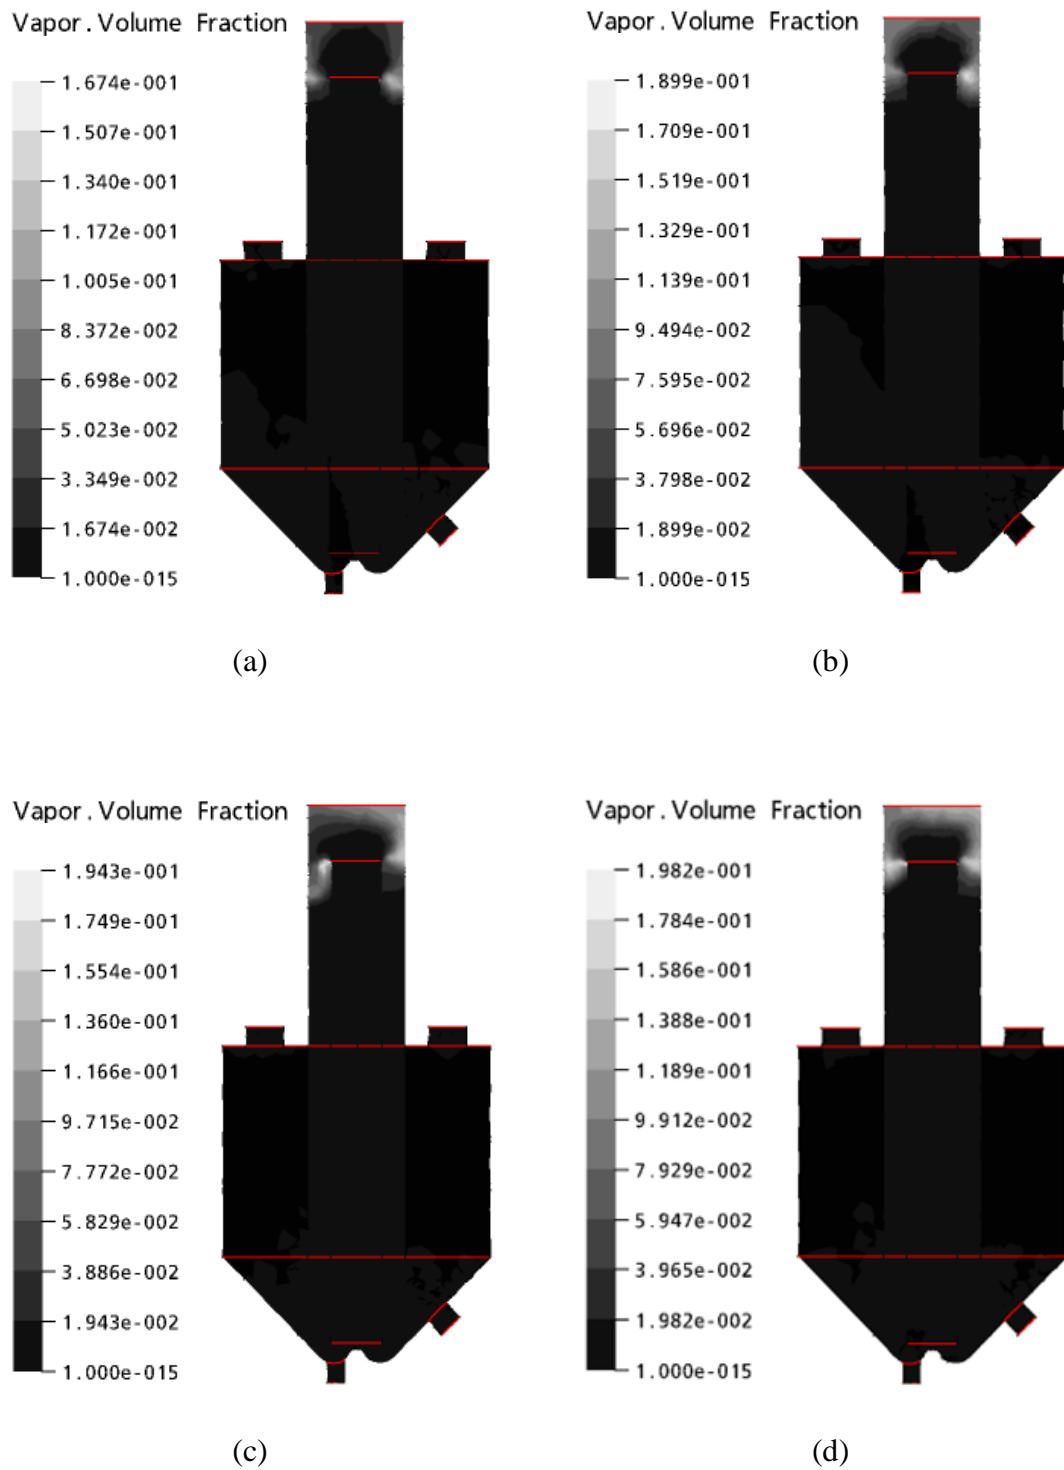 Vapor.Volume Fraction
1.674e-001
1.507e-001
1.340e-001
1.172e-001
1.005e-001
8.372e-002
6.698e-002
5.023e-002
3.349e-002
1.674e-002
1.000e-015
(a)
Vapor.Volume Fraction
1.899e-001
1.709e-001
1.519e-001
1.329e-001
1.139e-001
9.494e-002
7.595e-002
5.696e-002
3.798e-002
1.899e-002
1.000e-015
(b)
Vapor.Volume Fraction
1.943e-001
1.749e-001
1.554e-001
1.360e-001
1.166e-001
9.715e-002
7.772e-002
5.829e-002
3.886e-002
1.943e-002
1.000e-015
(c)
Vapor.Volume Fraction
1.982e-001
1.784e-001
1.586e-001
1.388e-001
1.189e-001
9.912e-002
7.929e-002
5.947e-002
3.965e-002
1.982e-002
1.000e-015
(d)